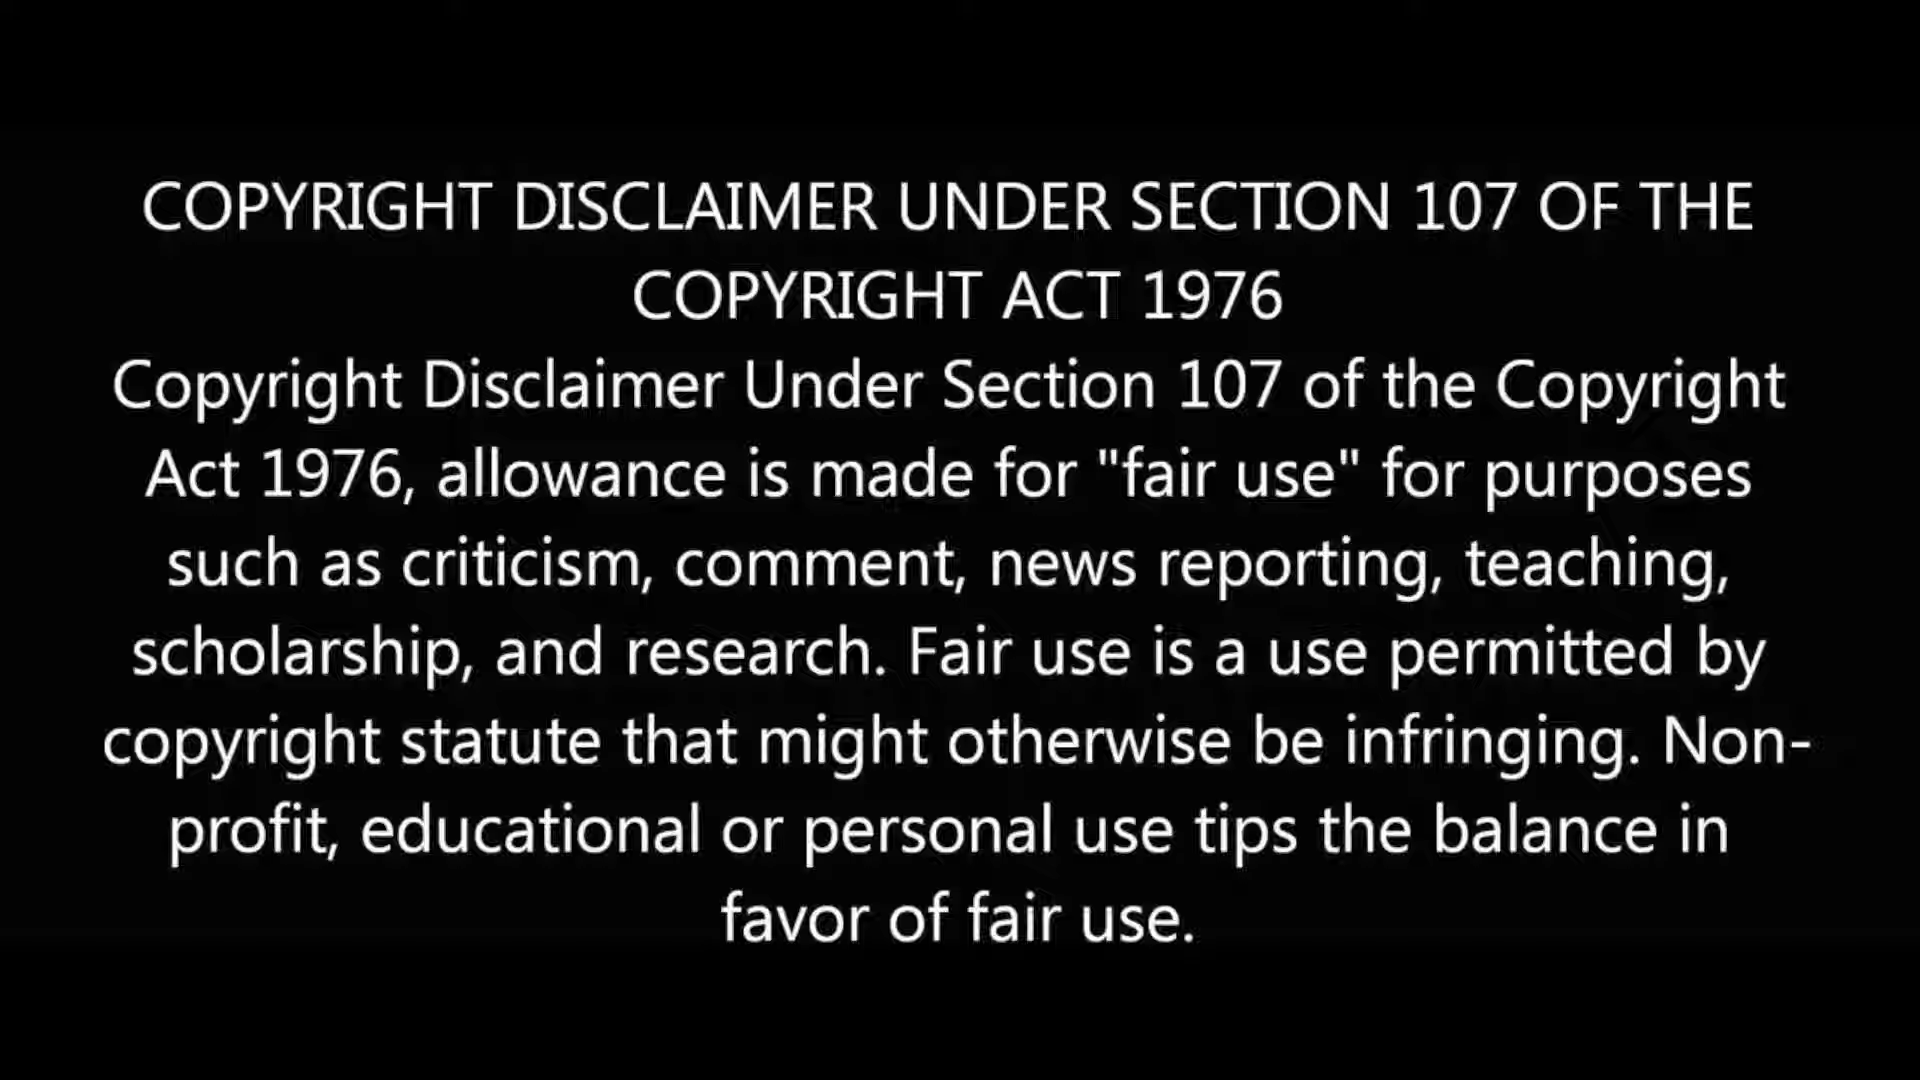 COPYRIGHT DISCLAIMER UNDER SECTION 107 OF THE
COPYRIGHT ACT 1976
Copyright Disclaimer Under Section 107 of the Copyright
Act 1976, allowance is made for "fair use" for purposes
such as criticism, comment, news reporting, teaching,
scholarship, and research. Fair use is a use permitted by
copyright statute that might otherwise be infringing. Non-
profit, educational or personal use tips the balance in
favor of fair use.